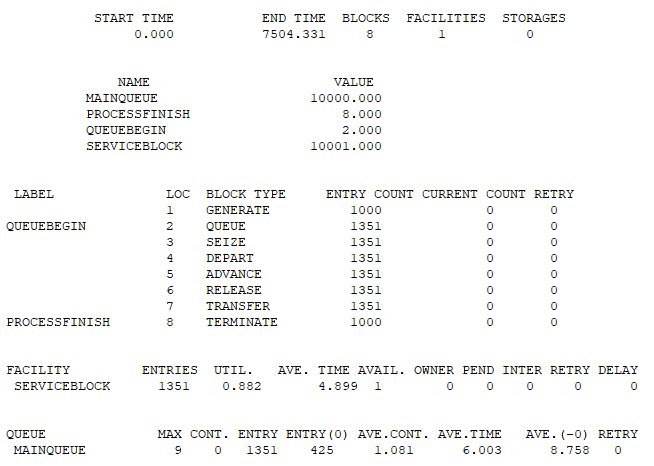 START TIME END TIME BLOCKS FACILITIES STORAGES
0.000 7504.331 8 1 0
NAME VALUE
MAINQUEUE 10000.000
PROCESSFINISH 8.000
QUEUEBEGIN 2.000
SERVICEBLOCK 10001.000
LABEL LOC BLOCK TYPE ENTRY COUNT CURRENT COUNT RETRY
1 GENERATE 1000 0 0
QUEUEBEGIN 2 QUEUE 1351 0 0
3 SEIZE 1351 0 0
4 DEPART 1351 0 0
5 ADVANCE 1351 0 0
6 RELEASE 1351 0 0
7 TRANSFER 1351 0 0
PROCESSFINISH 8 TERMINATE 1000 0 0
FACILITY ENTRIES UTIL. AVE. TIME AVAIL. OWNER PEND INTER RETRY DELAY
SERVICEBLOCK 1351 0.882 4.899 1 0 0 0 0 0
QUEUE MAX CONT. ENTRY ENTRY(0) AVE.CONT. AVE.TIME AVE.(-0) RETRY
MAINQUEUE 9 0 1351 425 1.081 6.003 8.758 0